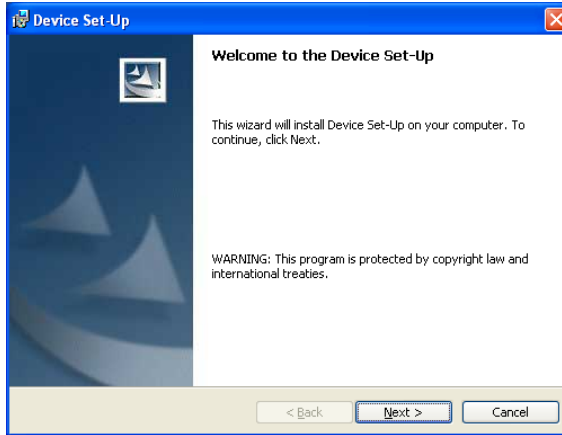 Device Set-Up
Welcome to the Device Set-Up
This wizard will install Device Set-Up on your computer. To
continue, click Next.
WARNING: This program is protected by copyright law and
international treaties.
< Back
Next >
Cancel